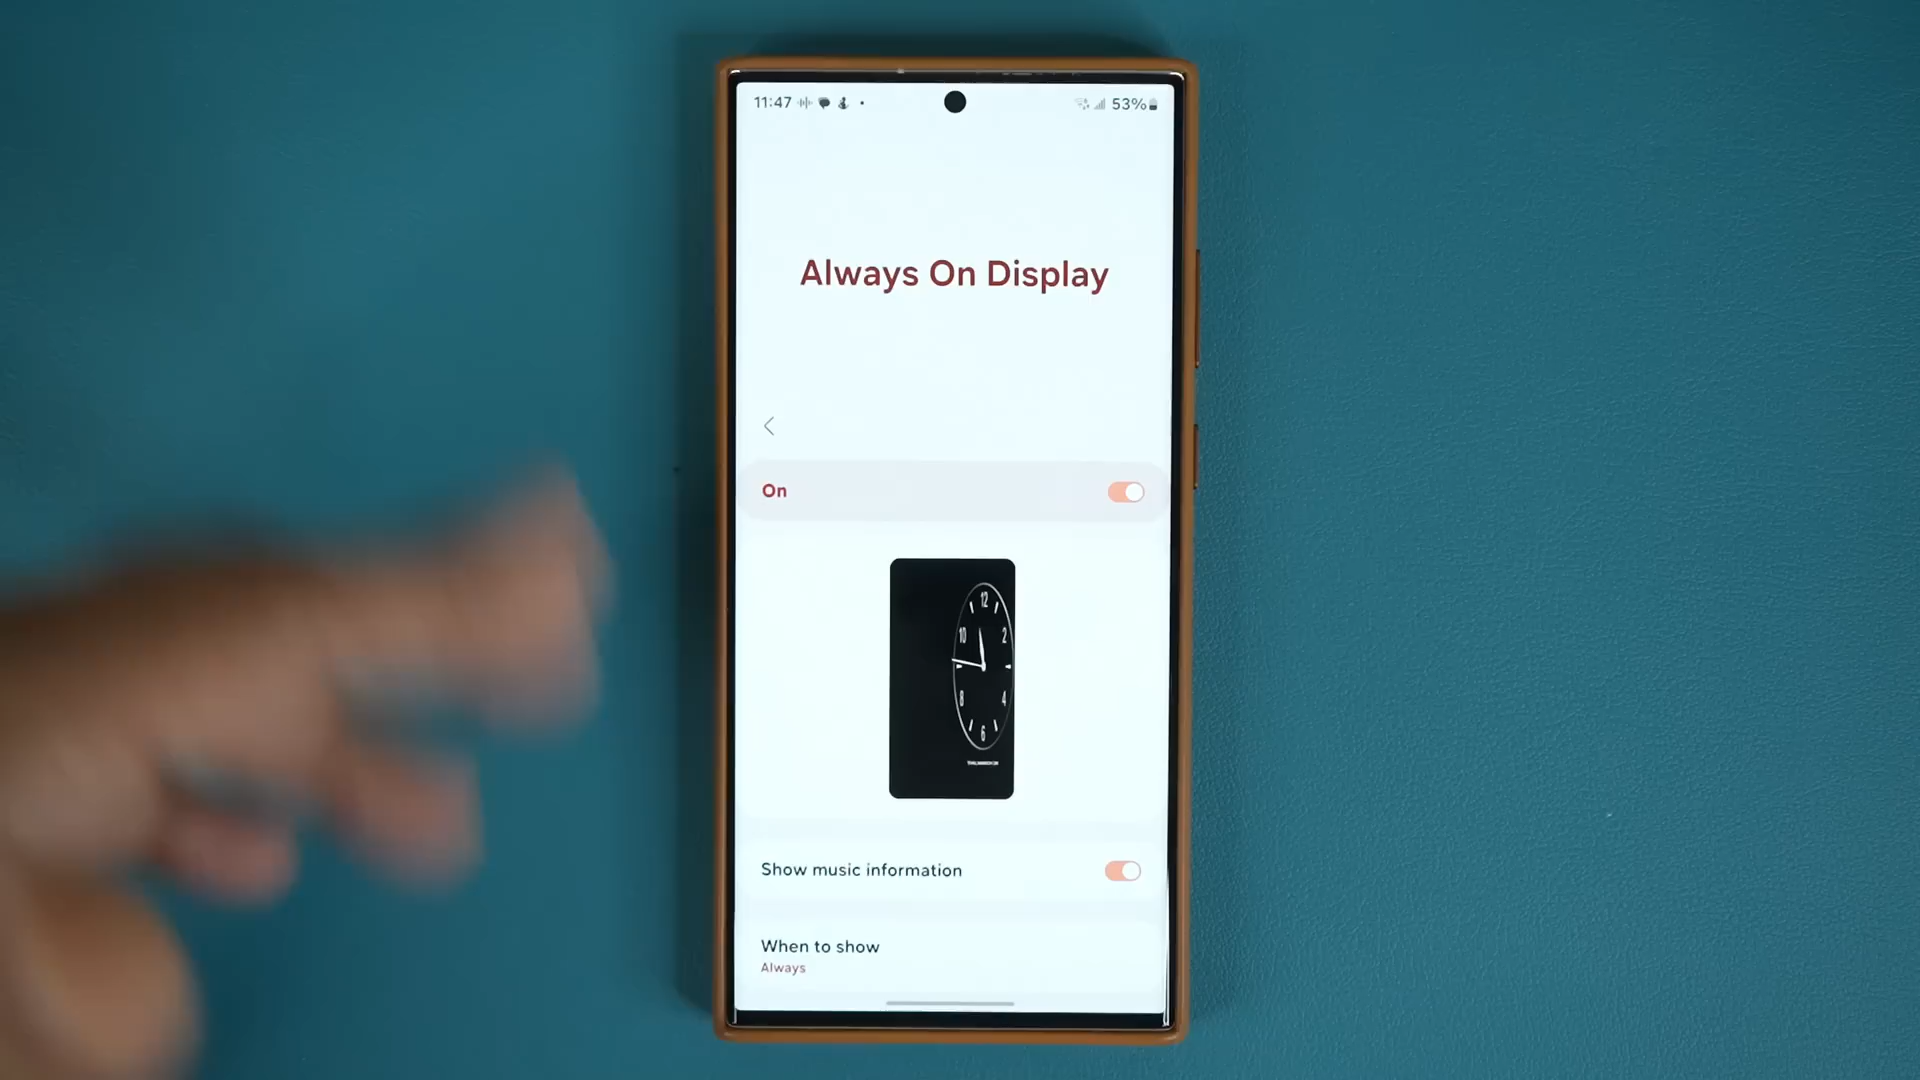 11:47
53%
Always On Display
On
12
10 2
8 4
6
Show music information
When to show
Always